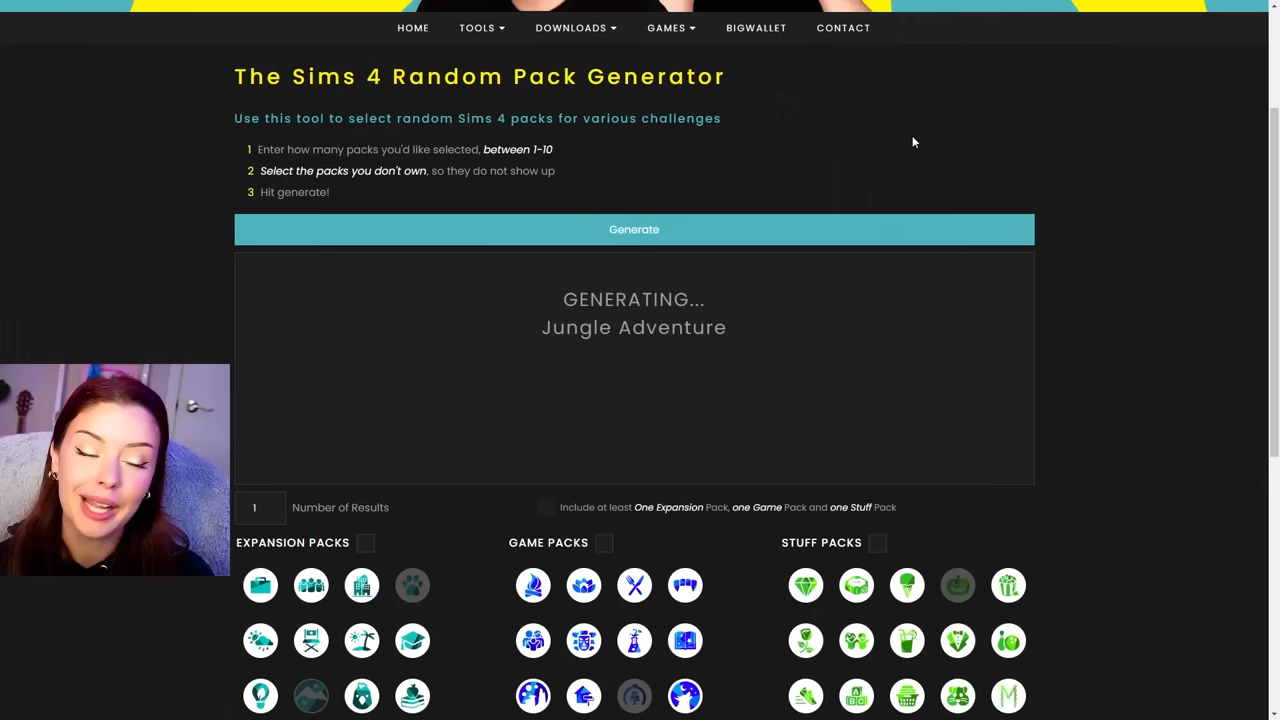 HOME TOOLS DOWNLOADS GAMES BIGWALLET CONTACT
The Sims 4 Random Pack Generator
Use this tool to select random Sims 4 packs for various challenges
1 Enter how many packs you'd like selected, between 1-10
2 Select the packs you don't own, so they do not show up
3 Hit generate!
Generate
GENERATING...
Jungle Adventure
1 Number of Results Include at least One Expansion Pack, one Game Pack and one Stuff Pack
EXPANSION PACKS GAME PACKS STUFF PACKS